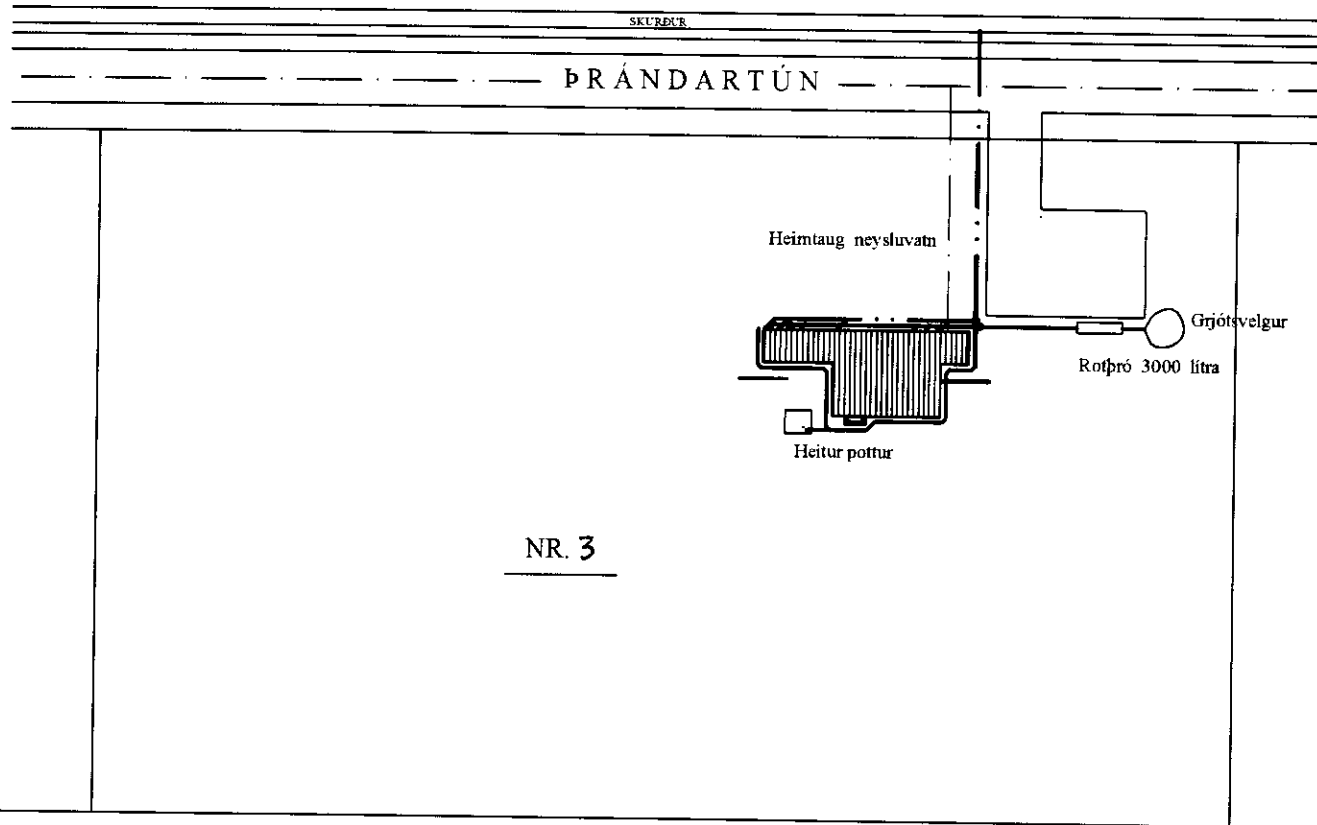 SKURÐUR
ÞRÁNDARTÚN
Heimtaug neysluvatn
Grjótsvelgur
Rotþró 3000 lítra
Heitur pottur
NR. 3